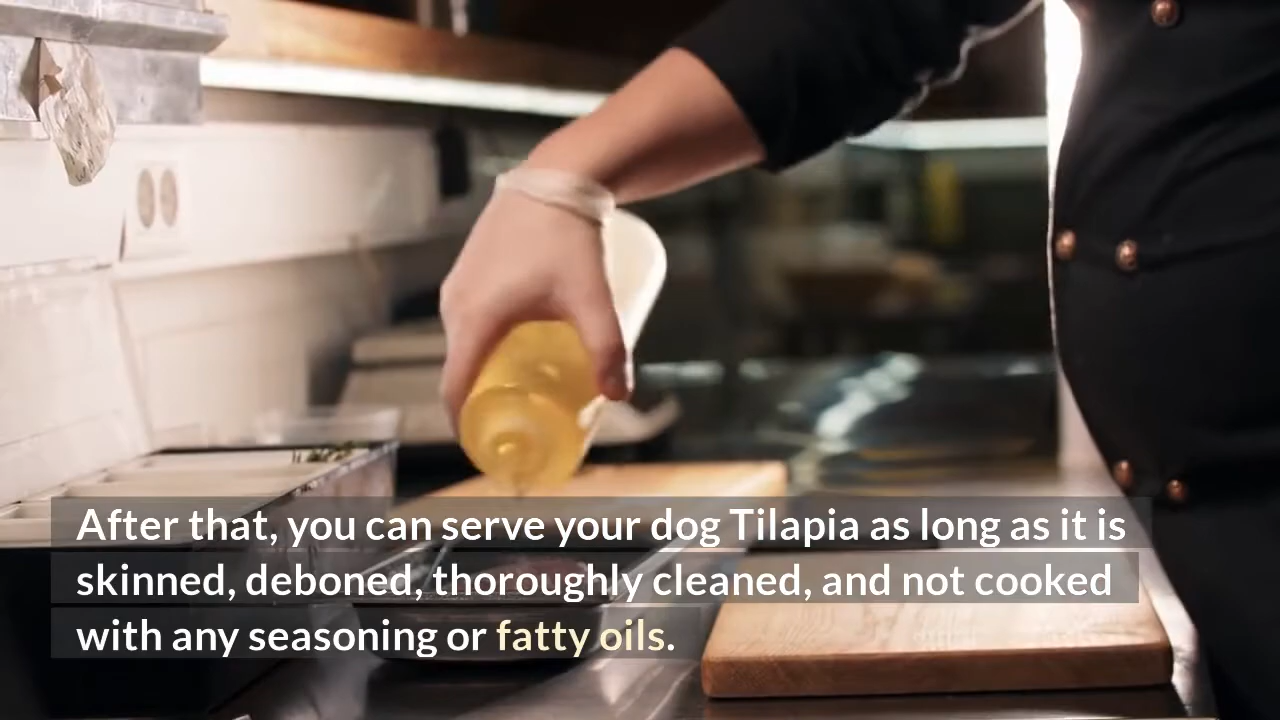 After that, you can serve your dog Tilapia as long as it is
skinned, deboned, thoroughly cleaned, and not cooked
with any seasoning or fatty oils.